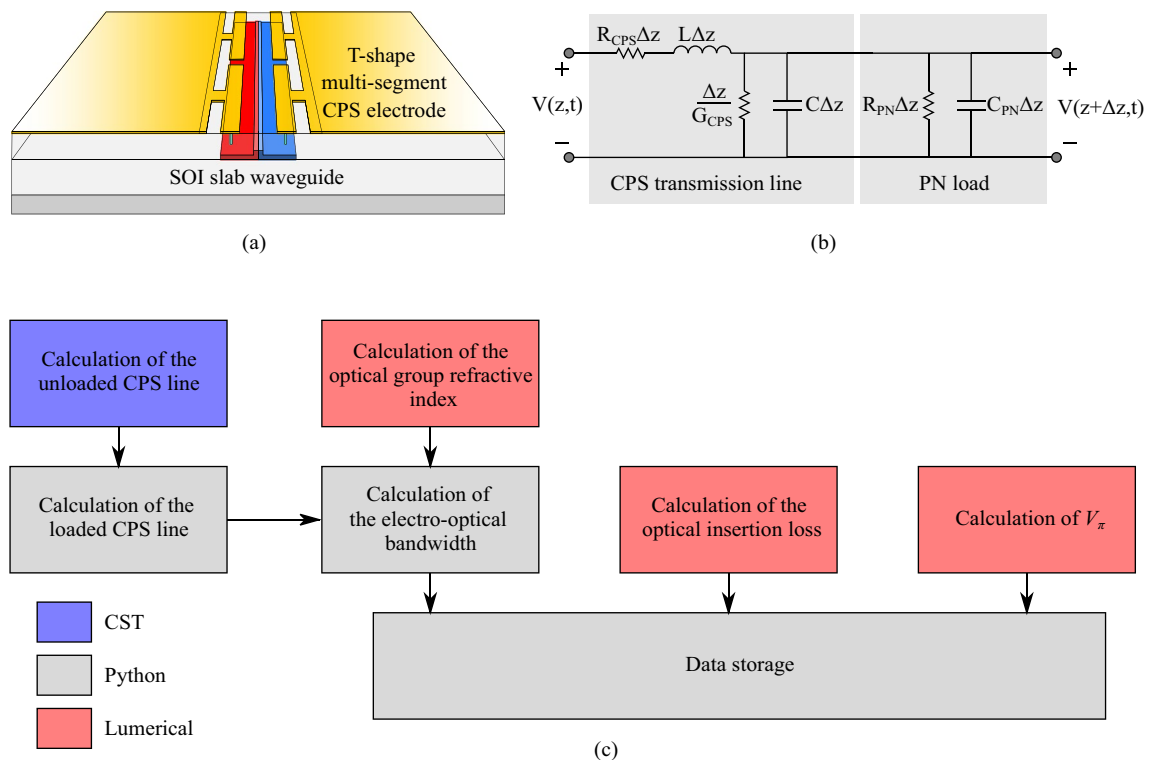 T-shape
multi-segment
CPS electrode
SOI slab waveguide
(a)
R_CPSΔz LΔz
+ +
V(z,t) Δz/G_CPS CΔz R_PNΔz C_PNΔz V(z+Δz,t)
− −
CPS transmission line PN load
(b)
Calculation of the
unloaded CPS line
Calculation of the
optical group refractive
index
Calculation of the
loaded CPS line
Calculation of
the electro-optical
bandwidth
Calculation of the
optical insertion loss
Calculation of V_π
CST
Python
Lumerical
Data storage
(c)